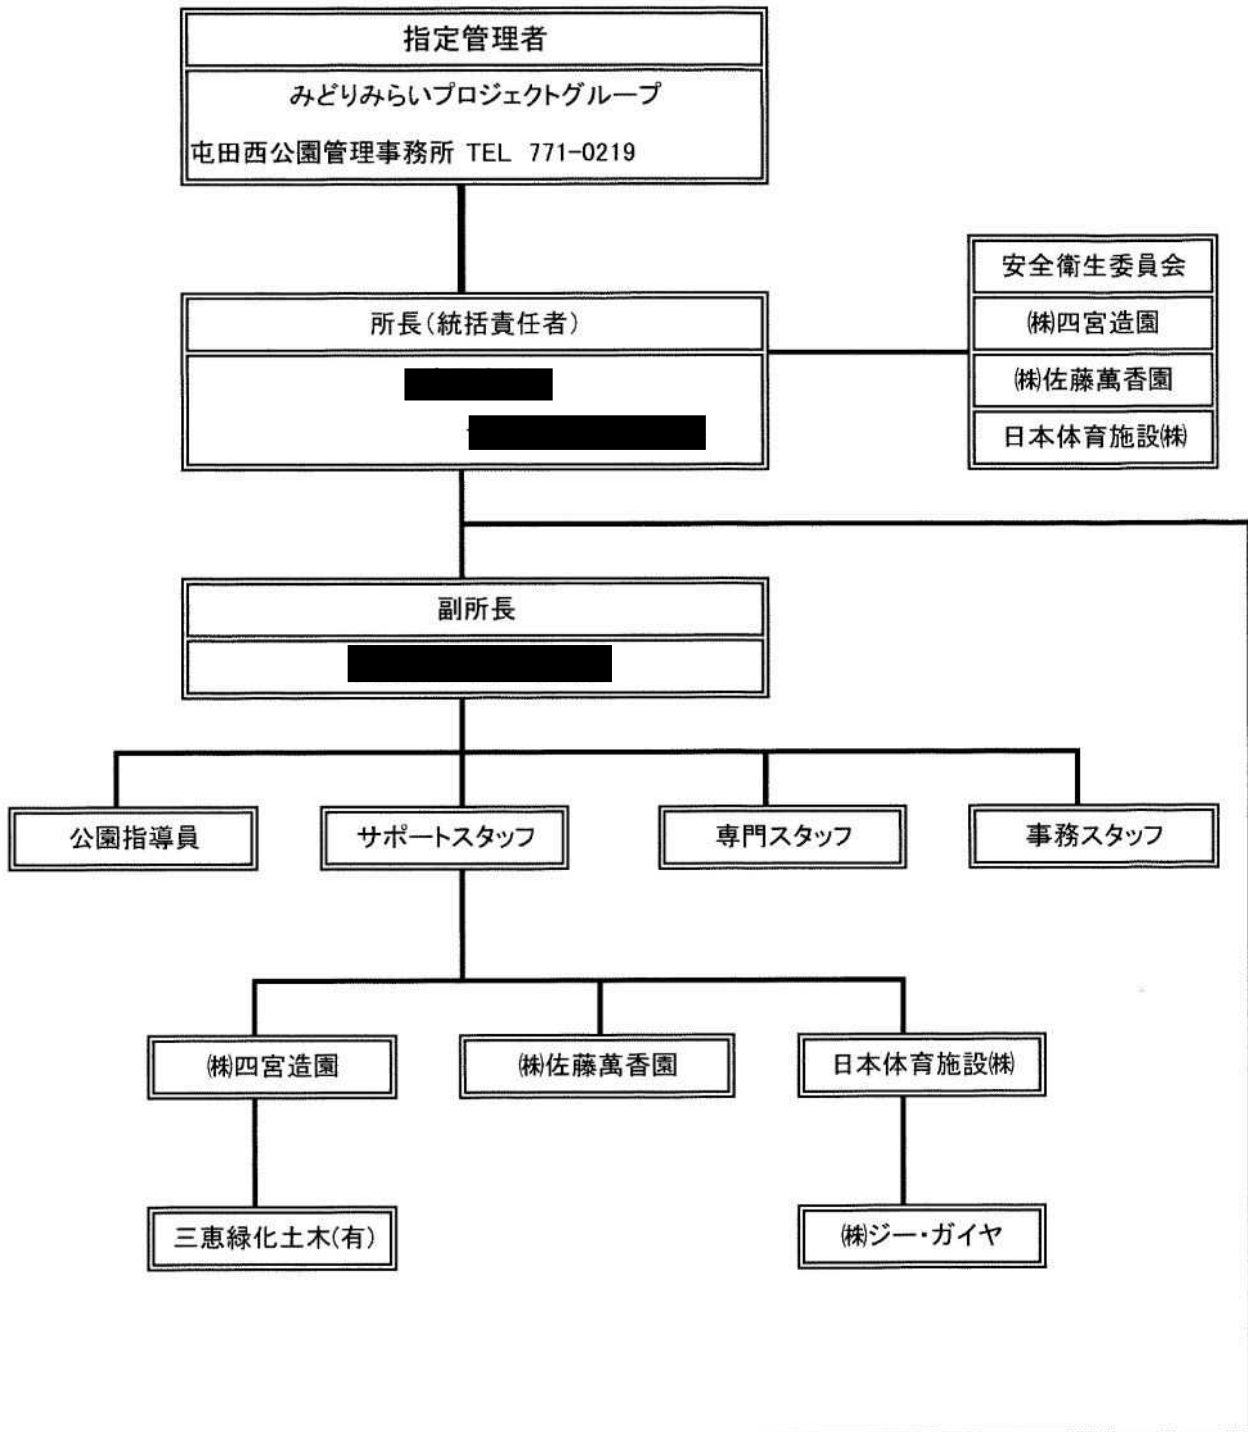 指定管理者
みどりみらいプロジェクトグループ
屯田西公園管理事務所 TEL 771-0219
安全衛生委員会
㈱四宮造園
㈱佐藤萬香園
日本体育施設㈱
所長(統括責任者)
副所長
公園指導員
サポートスタッフ
専門スタッフ
事務スタッフ
㈱四宮造園
㈱佐藤萬香園
日本体育施設㈱
三恵緑化土木(有)
㈱ジー・ガイヤ